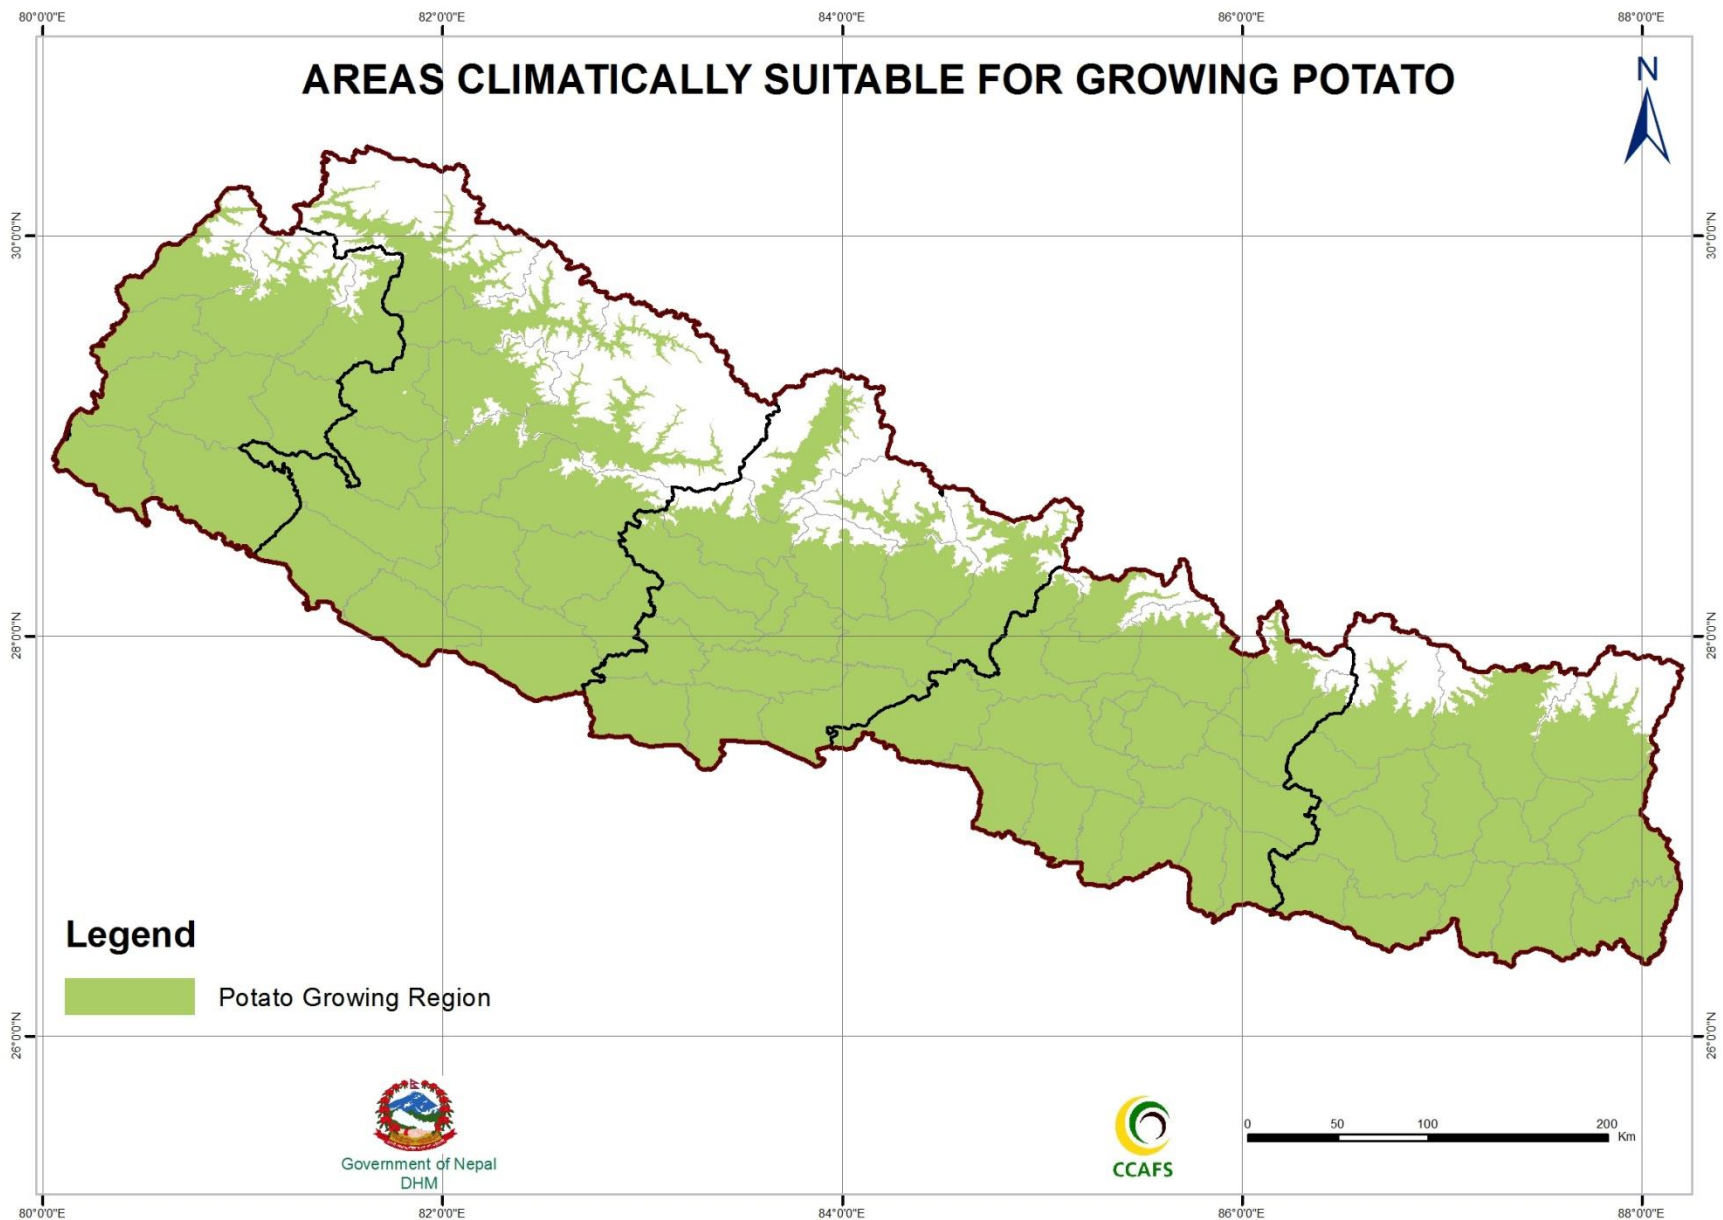 80°0'0"E 82°0'0"E 84°0'0"E 86°0'0"E 88°0'0"E
AREAS CLIMATICALLY SUITABLE FOR GROWING POTATO
N
30°0'0"N 30°0'0"N
28°0'0"N 28°0'0"N
Legend
Potato Growing Region
26°0'0"N 26°0'0"N
Government of Nepal
DHM
CCAFS
0 50 100 200
Km
80°0'0"E 82°0'0"E 84°0'0"E 86°0'0"E 88°0'0"E